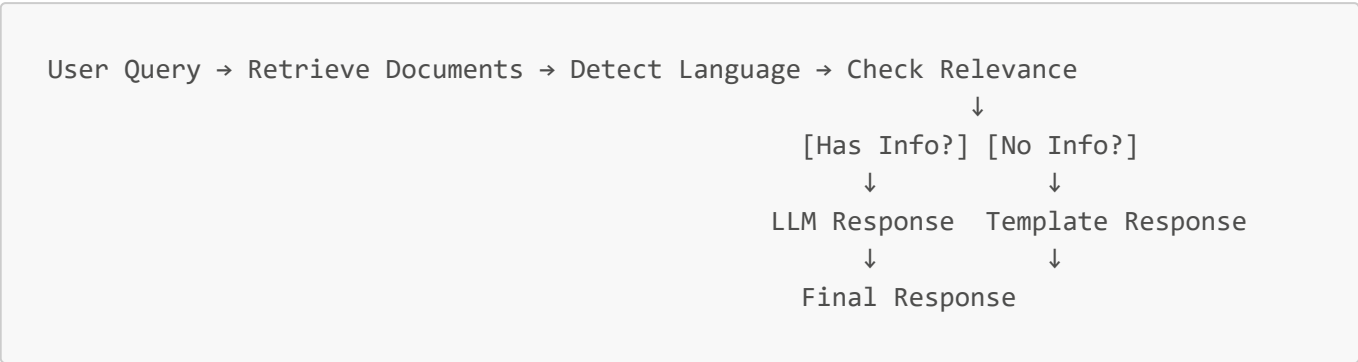 User Query → Retrieve Documents → Detect Language → Check Relevance
↓
[Has Info?] [No Info?]
↓ ↓
LLM Response Template Response
↓ ↓
Final Response